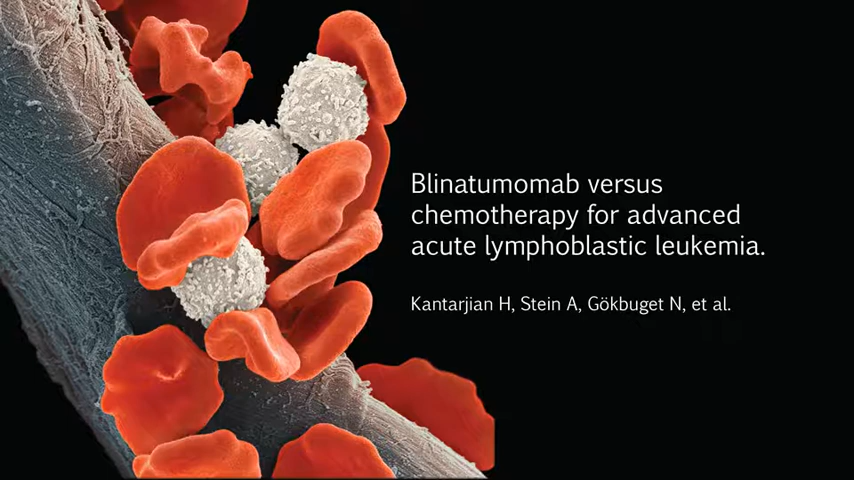 Blinatumomab versus
chemotherapy for advanced
acute lymphoblastic leukemia.
Kantarjian H, Stein A, Gökbuget N, et al.